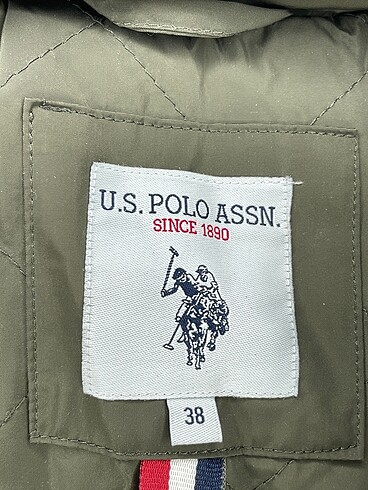 U.S. POLO ASSN.
SINCE 1890
38